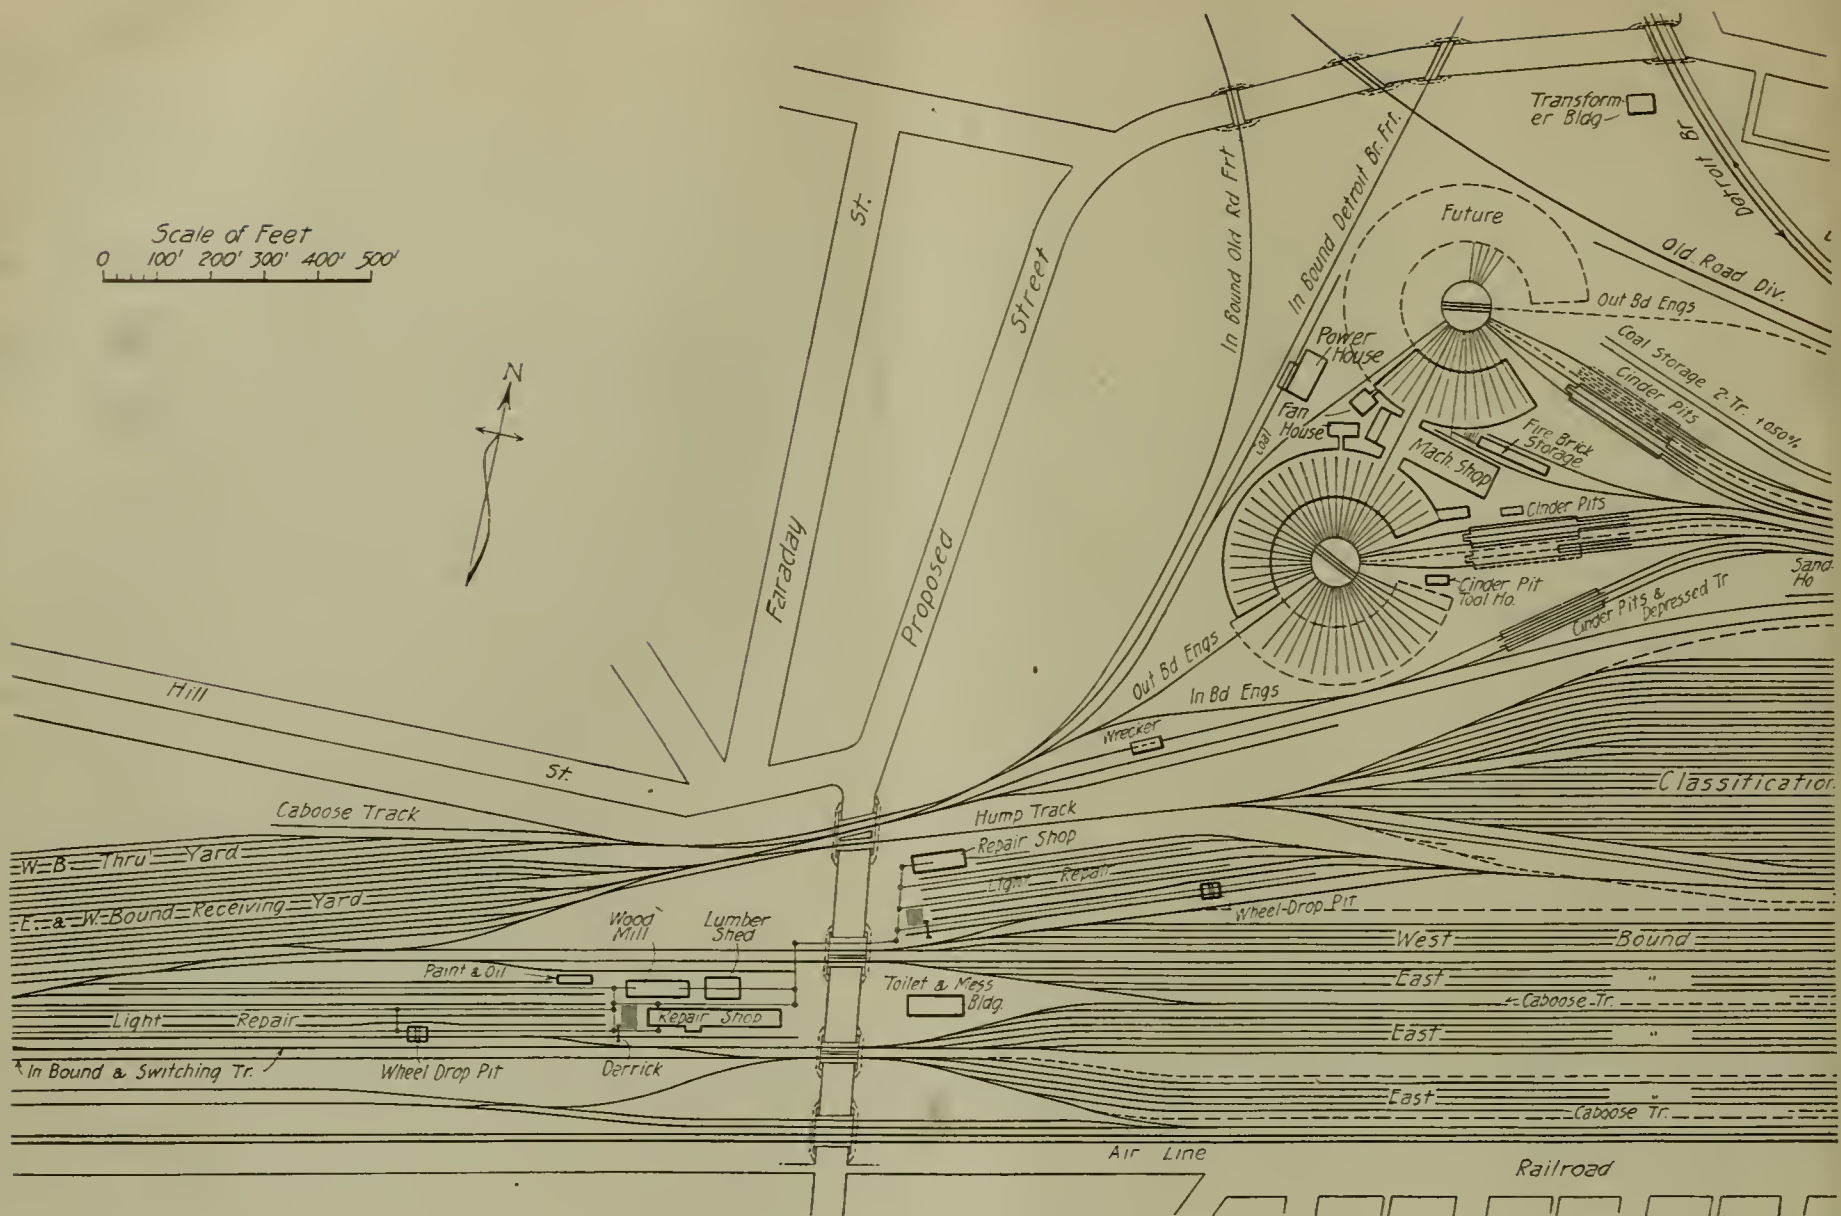 Transform-
er Bldg
Detroit Br
Scale of Feet
0 100' 200' 300' 400' 500'
N
St.
Street
Faraday
Proposed
In Bound Old Rd Frt
In Bound Detroit Br. Frt.
Future
Old Road Div.
Out Bd Engs
Coal Storage 2-Tr. +050%
Cinder Pits
Power
House
Fan
House
Coal
Mach. Shop
Fire Brick
Storage
Cinder Pits
Sand
Ho
Cinder Pit
Tool Ho.
Cinder Pits &
Depressed Tr
Out Bd Engs
In Bd Engs
Wrecker
Hill
St.
Caboose Track
Hump Track
Classification
W-B- Thru' Yard
Repair Shop
Light Repair
E. & W-Bound-Receiving Yard
Wood
Mill
Lumber
Shed
Wheel-Drop Pit
West Bound
Paint & Oil
Toilet & Mess
Bldg.
East "
Caboose Tr.
Light Repair
Repair Shop
East "
In Bound & Switching Tr.
Wheel Drop Pit
Derrick
East "
Caboose Tr.
Air Line
Railroad